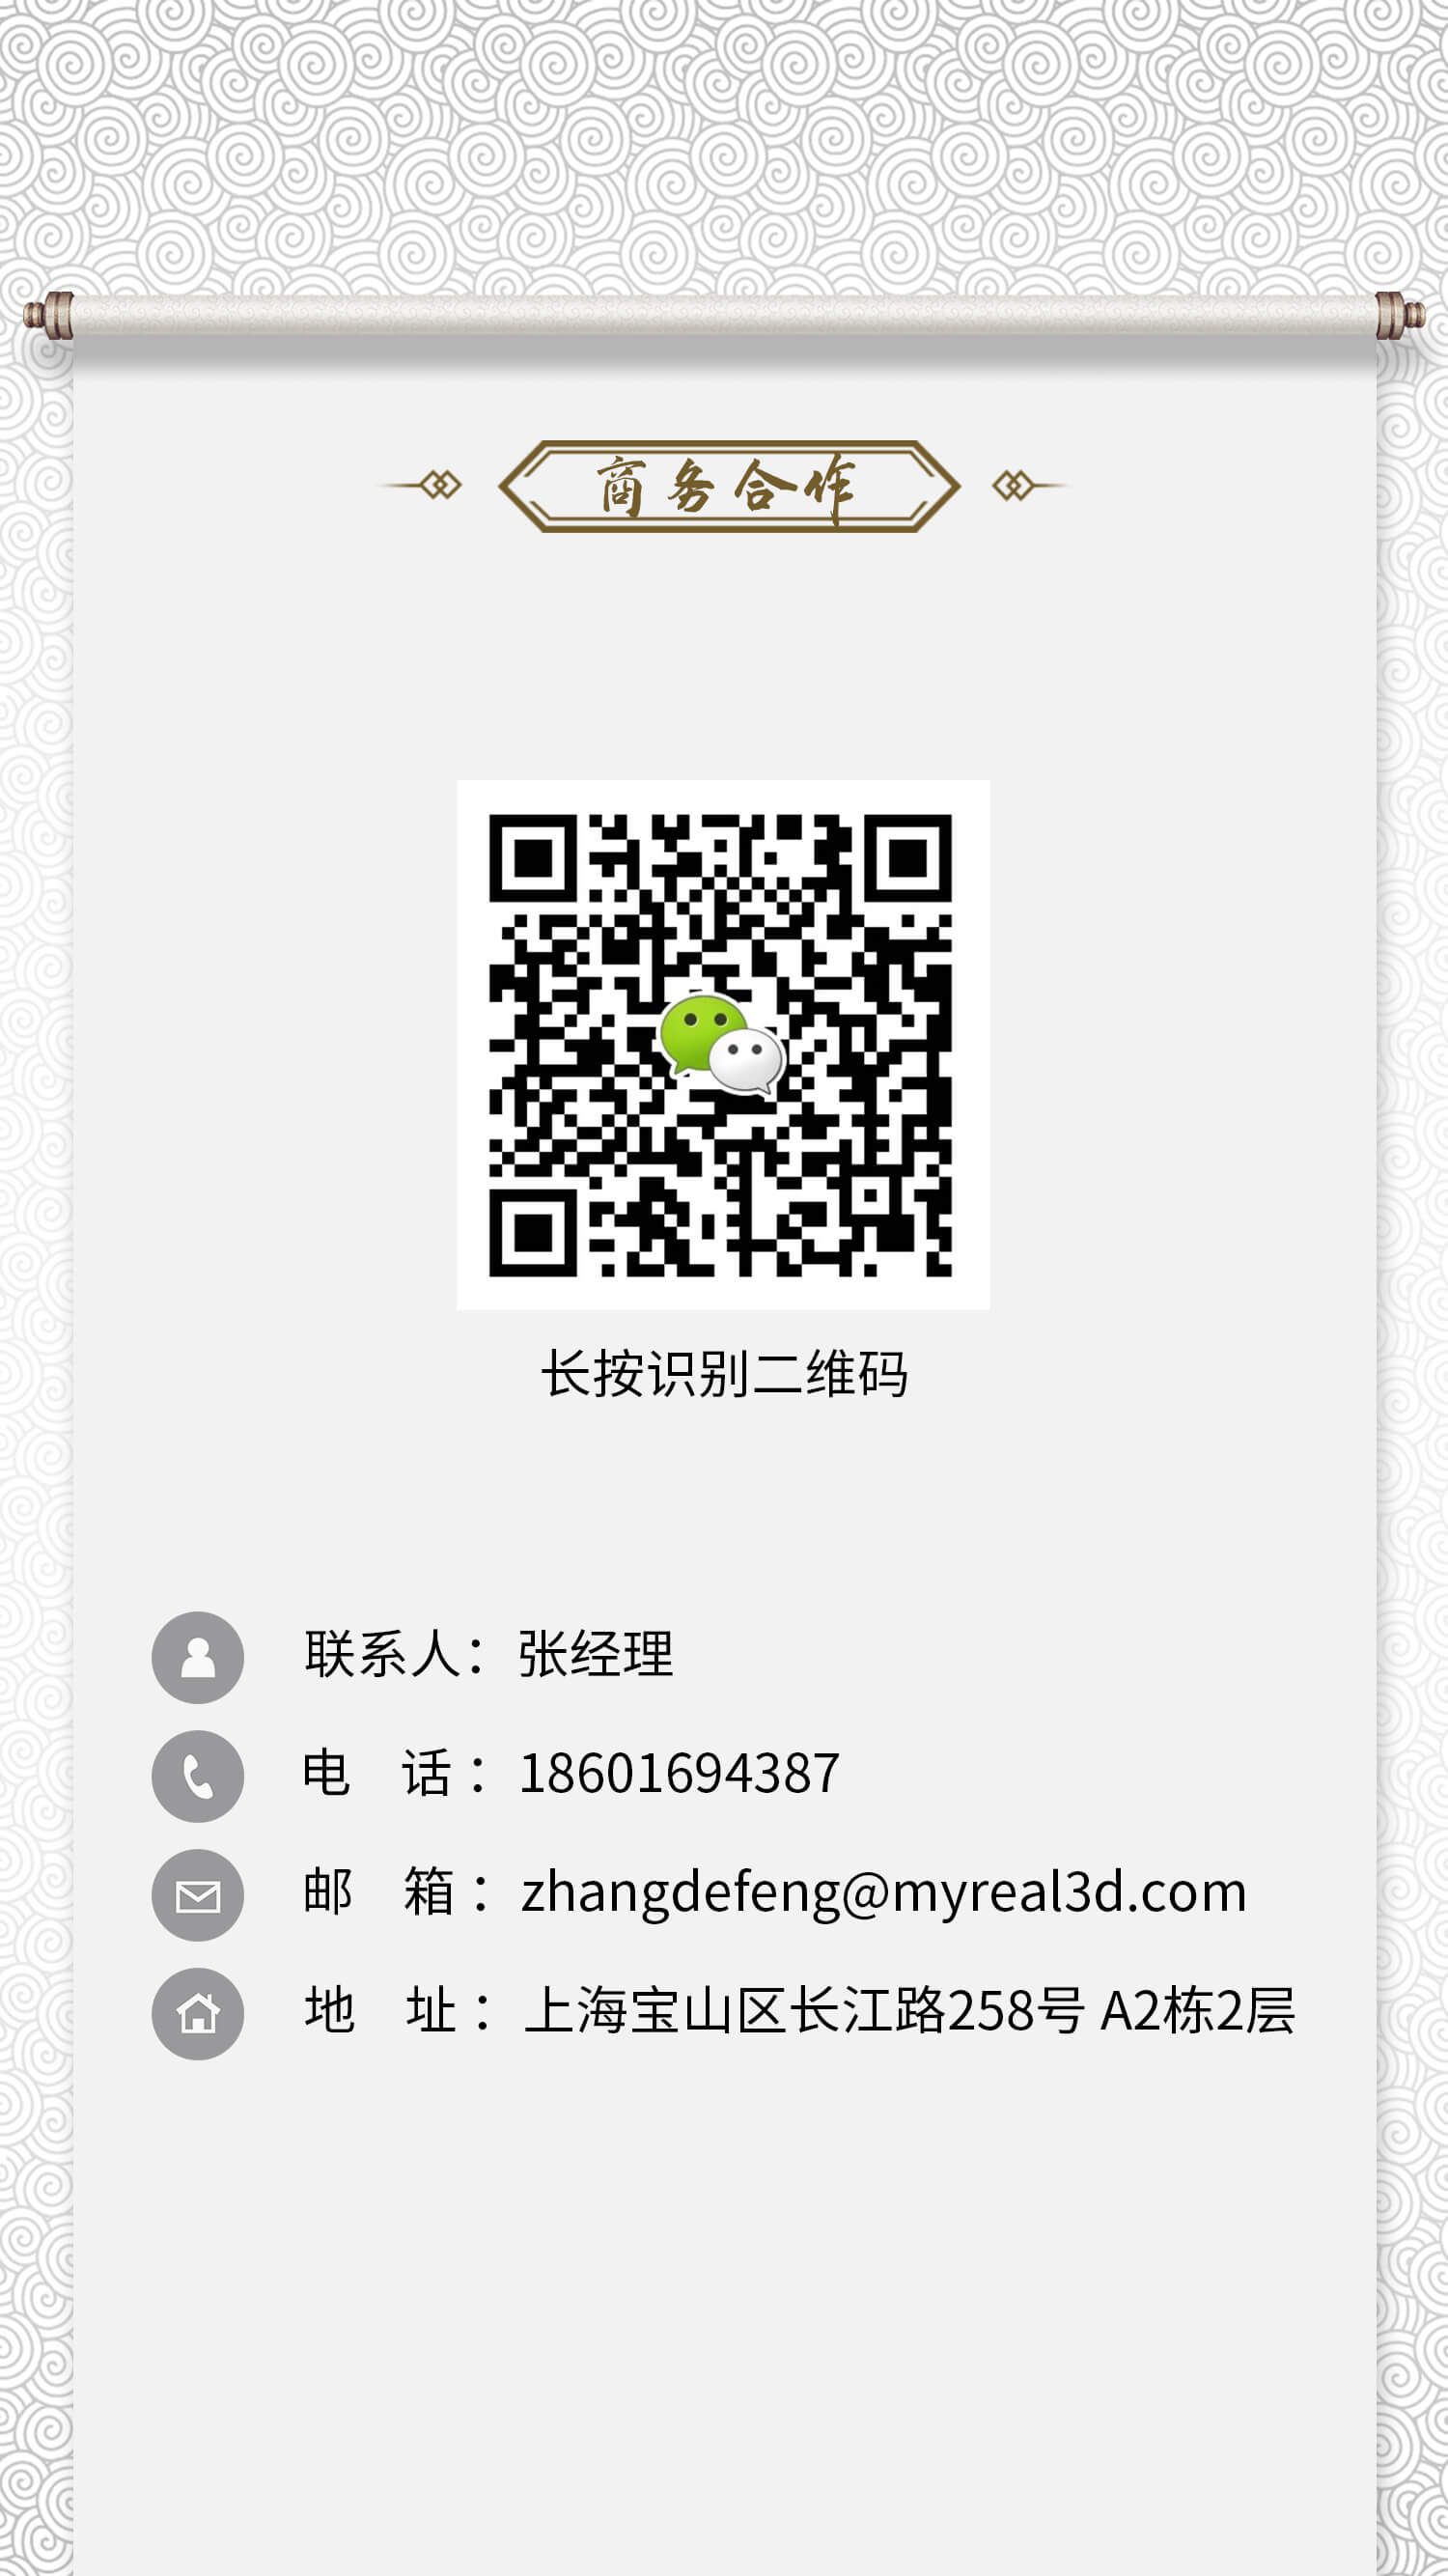 商务合作
长按识别二维码
联系人：张经理
电 话：18601694387
邮 箱：zhangdefeng@myreal3d.com
地 址：上海宝山区长江路258号 A2栋2层